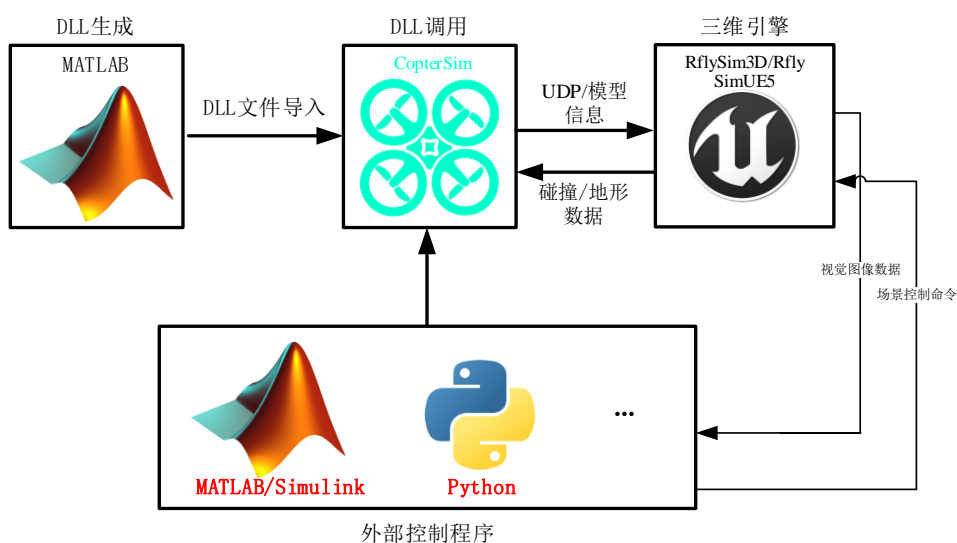 DLL生成
DLL调用
三维引擎
MATLAB
CopterSim
RflySim3D/Rfly
SimUE5
DLL文件导入
UDP/模型
信息
碰撞/地形
数据
视觉图像数据
场景控制命令
...
MATLAB/Simulink
Python
外部控制程序